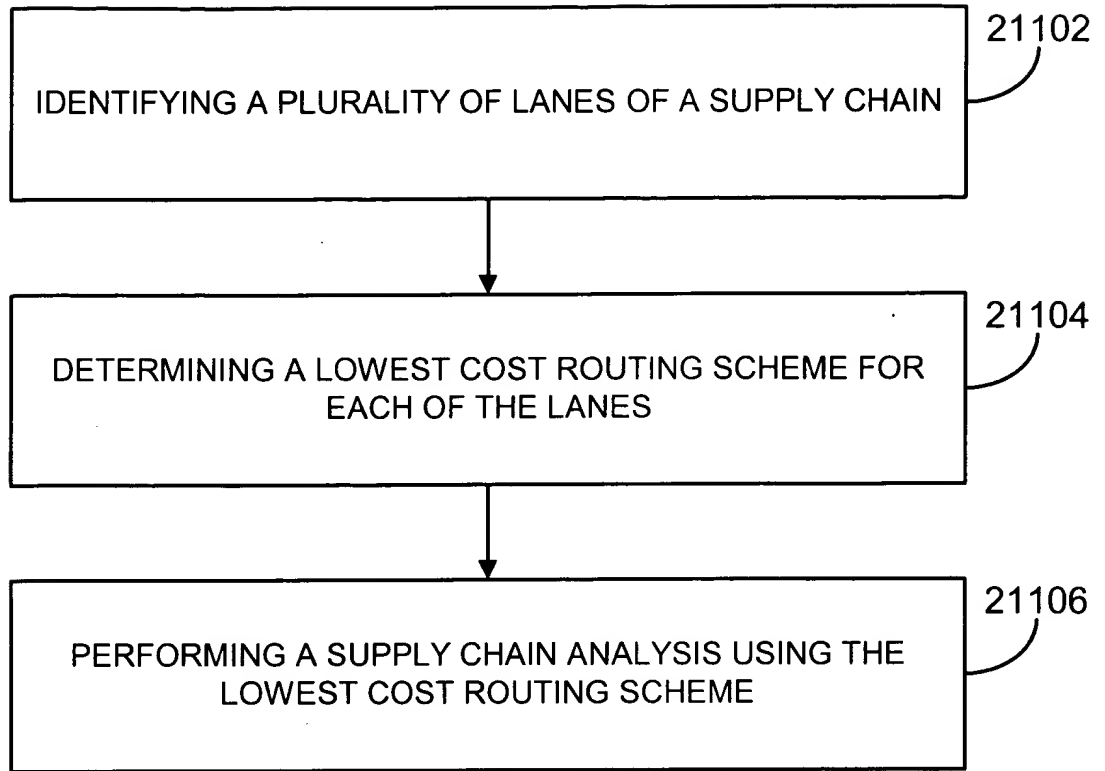 21102
IDENTIFYING A PLURALITY OF LANES OF A SUPPLY CHAIN
21104
DETERMINING A LOWEST COST ROUTING SCHEME FOR
EACH OF THE LANES
21106
PERFORMING A SUPPLY CHAIN ANALYSIS USING THE
LOWEST COST ROUTING SCHEME